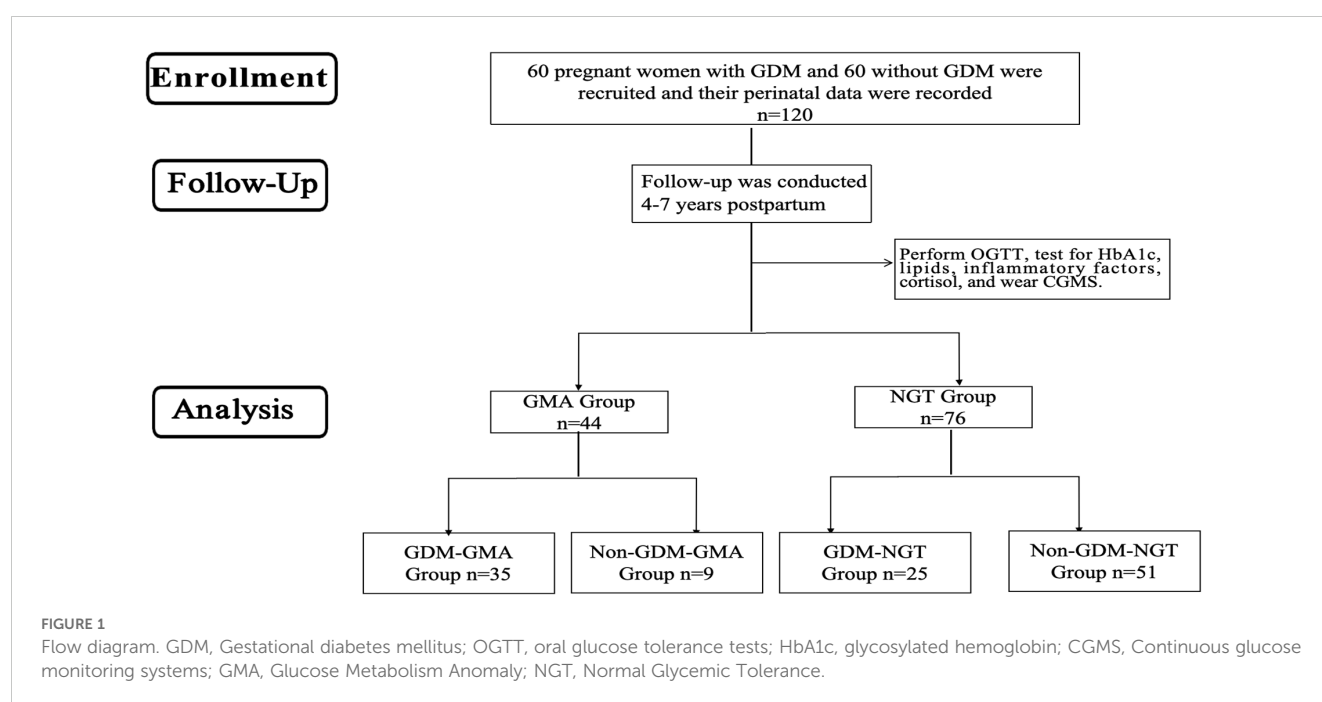 Enrollment
60 pregnant women with GDM and 60 without GDM were
recruited and their perinatal data were recorded
n=120
Follow-Up
Follow-up was conducted
4-7 years postpartum
Perform OGTT, test for HbA1c,
lipids, inflammatory factors,
cortisol, and wear CGMS.
Analysis
GMA Group
n=44
NGT Group
n=76
GDM-GMA
Group n=35
Non-GDM-GMA
Group n=9
GDM-NGT
Group n=25
Non-GDM-NGT
Group n=51
FIGURE 1
Flow diagram. GDM, Gestational diabetes mellitus; OGTT, oral glucose tolerance tests; HbA1c, glycosylated hemoglobin; CGMS, Continuous glucose
monitoring systems; GMA, Glucose Metabolism Anomaly; NGT, Normal Glycemic Tolerance.